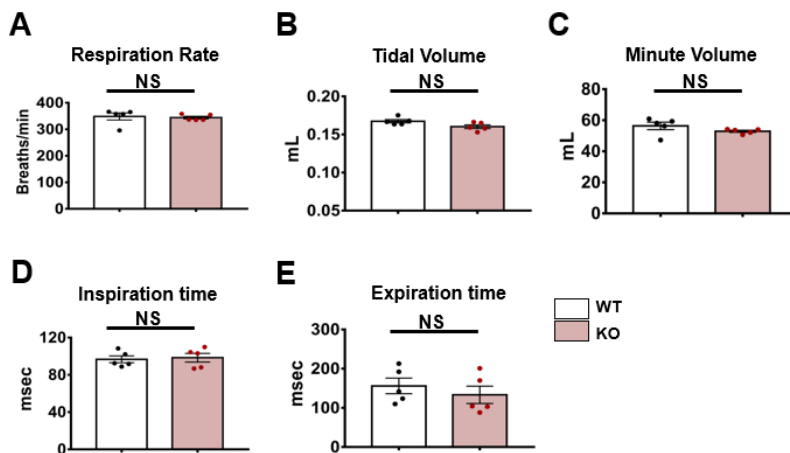 A
Respiration Rate
NS
Breaths/min
400
300
200
100
0
B
Tidal Volume
NS
mL
0.20
0.15
0.10
0.05
C
Minute Volume
NS
mL
80
60
40
20
0
D
Inspiration time
NS
msec
120
80
40
0
E
Expiration time
NS
msec
300
200
100
0
WT
KO